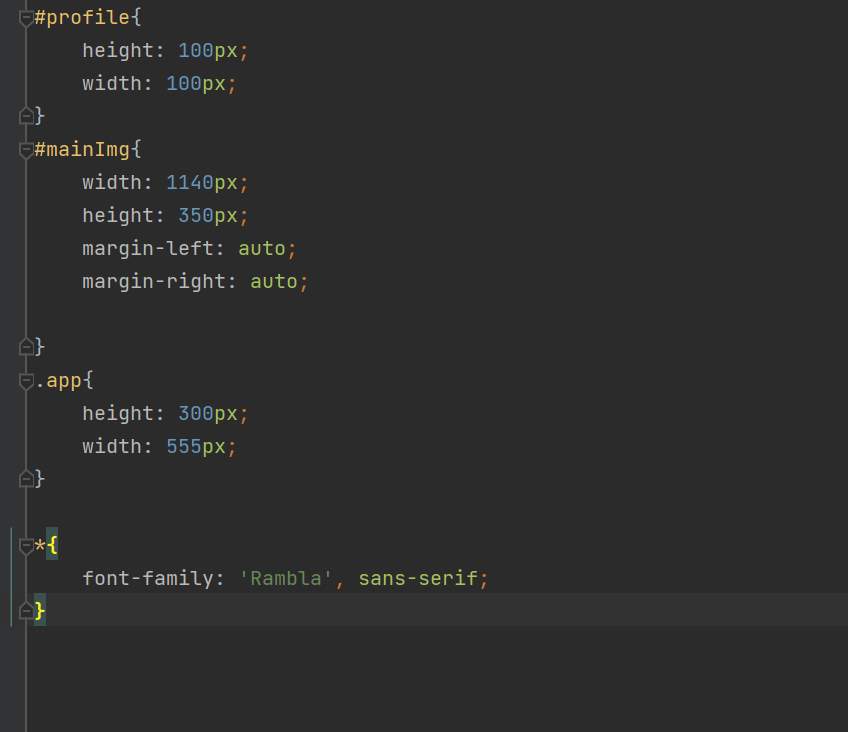 #profile{
    height: 100px;
    width: 100px;
}
#mainImg{
    width: 1140px;
    height: 350px;
    margin-left: auto;
    margin-right: auto;

}
.app{
    height: 300px;
    width: 555px;
}

*{
    font-family: 'Rambla', sans-serif;
}